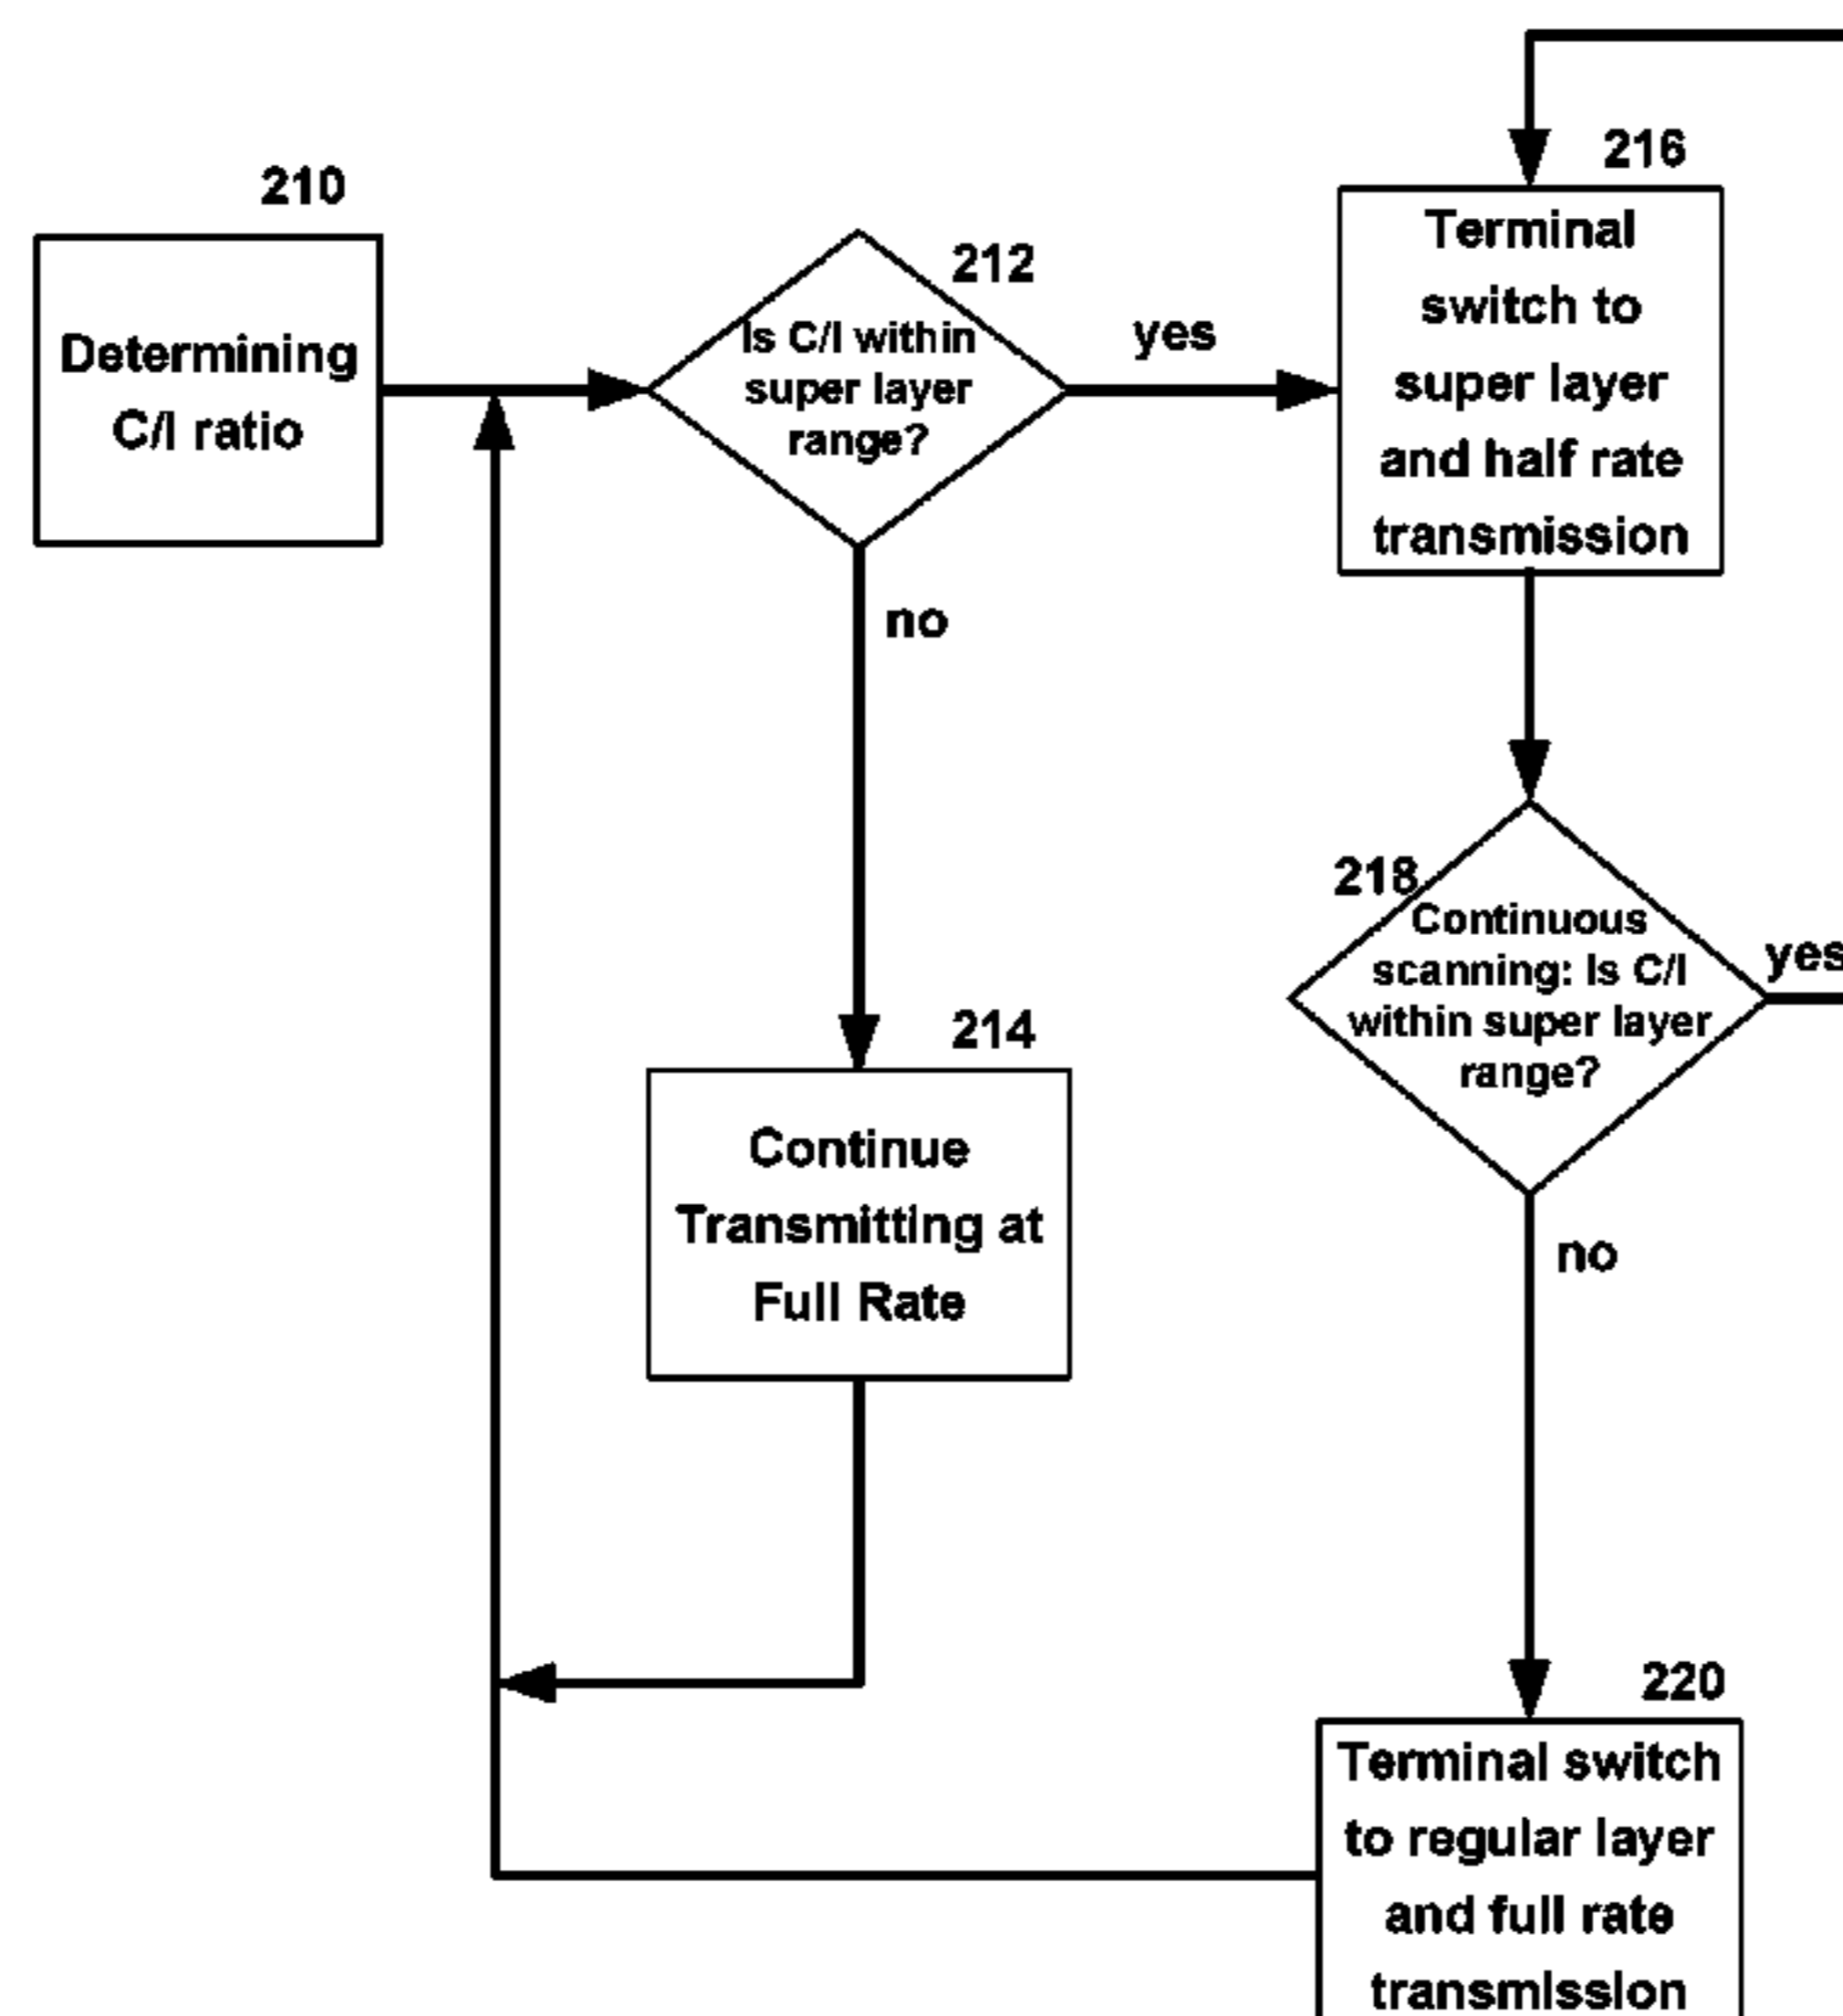 210
Determining
C/I ratio
212
Is C/I within
super layer
range?
yes
no
214
Continue
Transmitting at
Full Rate
216
Terminal
switch to
super layer
and half rate
transmission
218
Continuous
scanning: Is C/I
within super layer
range?
yes
no
220
Terminal switch
to regular layer
and full rate
transmission